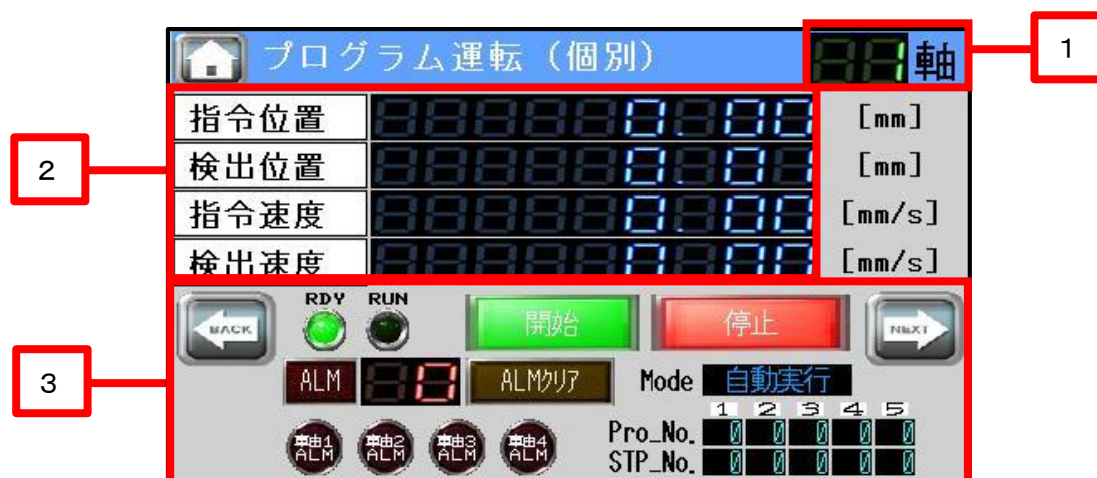 プログラム運転（個別）
1軸
1
指令位置 0.00 [mm]
検出位置 0.01 [mm]
指令速度 0.00 [mm/s]
検出速度 0.00 [mm/s]
2
RDY RUN
BACK 開始 停止 NEXT
3
ALM 0 ALMクリア Mode 自動実行
1 2 3 4 5
軸1 ALM 軸2 ALM 軸3 ALM 軸4 ALM
Pro_No. 0 0 0 0 0
STP_No. 0 0 0 0 0